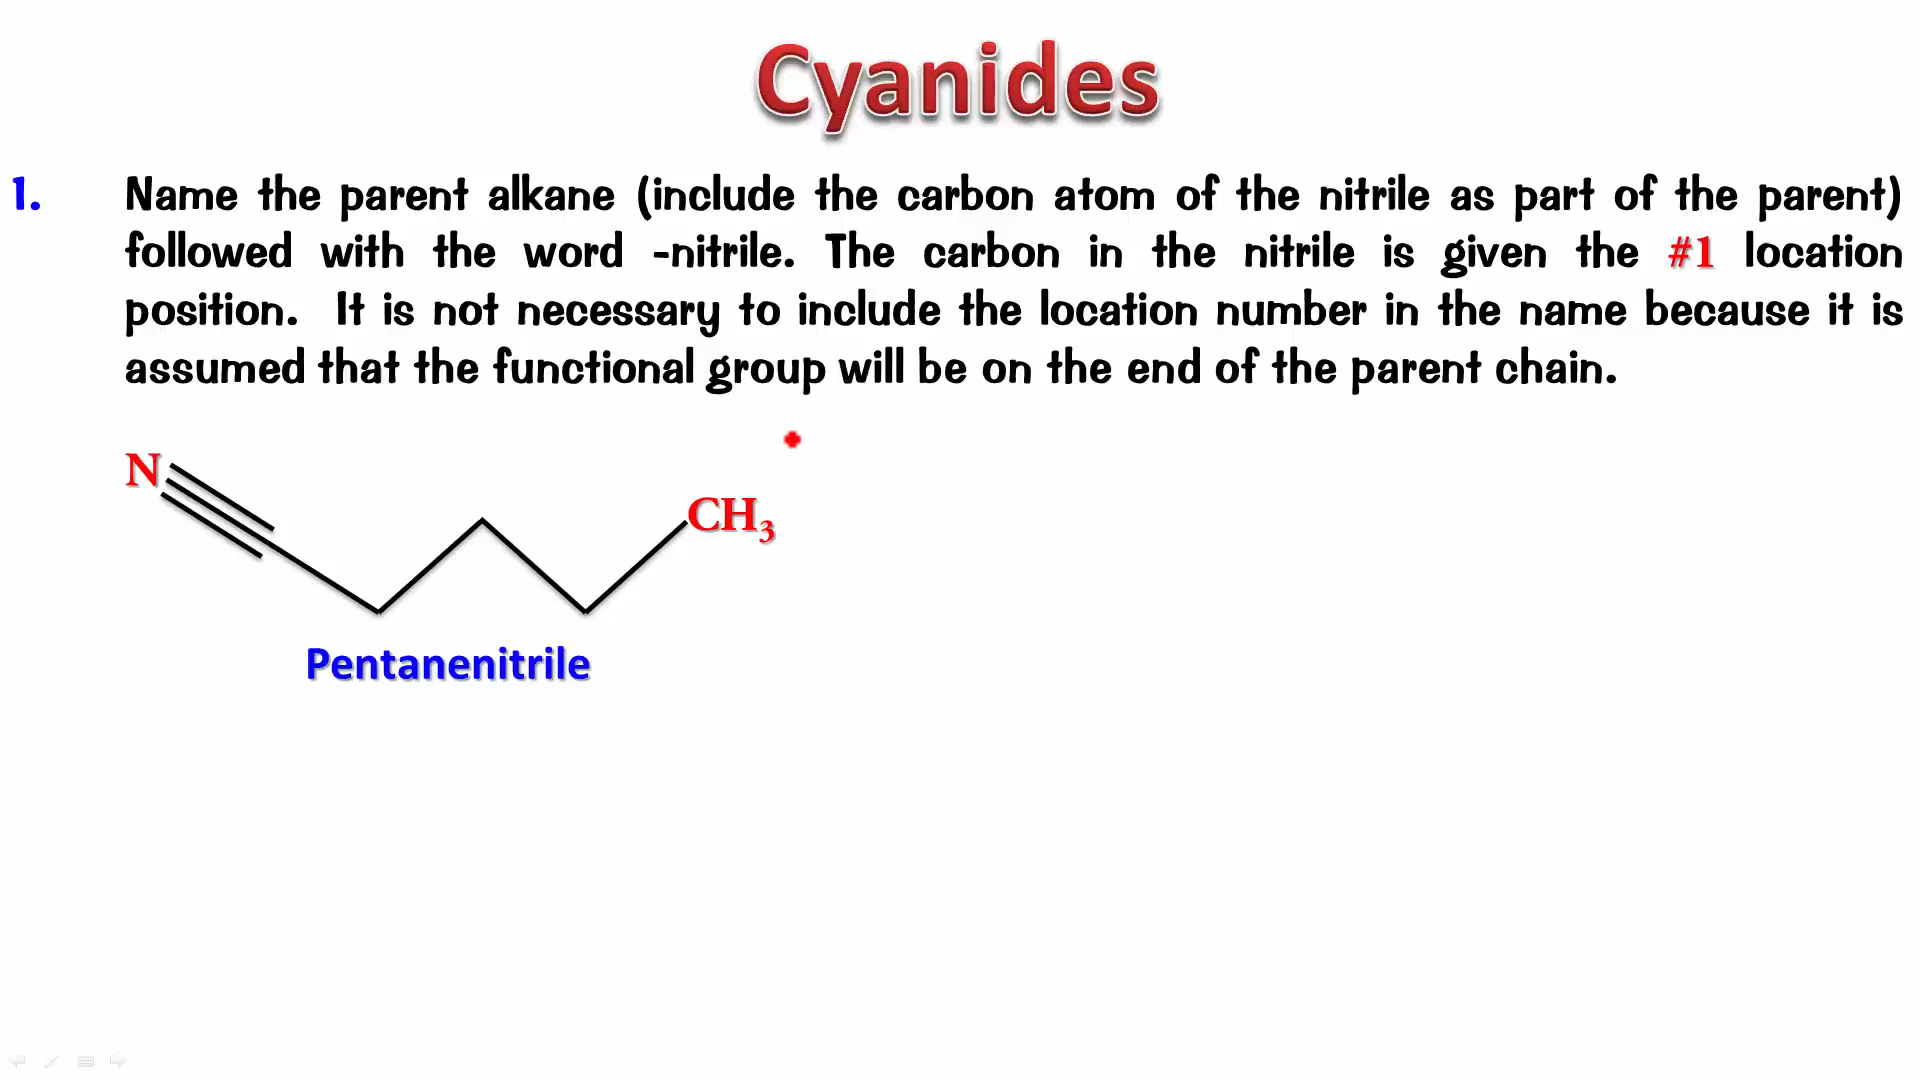 Cyanides
1. Name the parent alkane (include the carbon atom of the nitrile as part of the parent)
followed with the word -nitrile. The carbon in the nitrile is given the #1 location
position. It is not necessary to include the location number in the name because it is
assumed that the functional group will be on the end of the parent chain.
N
CH₃
Pentanenitrile